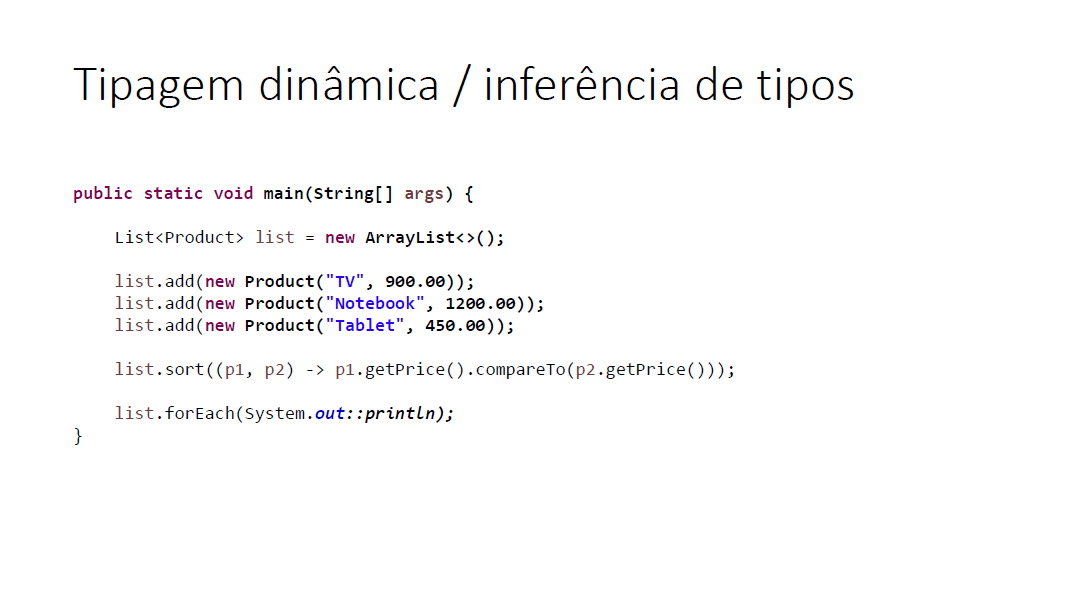 Tipagem dinâmica / inferência de tipos
public static void main(String[] args) {
List<Product> list = new ArrayList<>();
list.add(new Product("TV", 900.00));
list.add(new Product("Notebook", 1200.00));
list.add(new Product("Tablet", 450.00));
list.sort((p1, p2) -> p1.getPrice().compareTo(p2.getPrice()));
list.forEach(System.out::println);
}